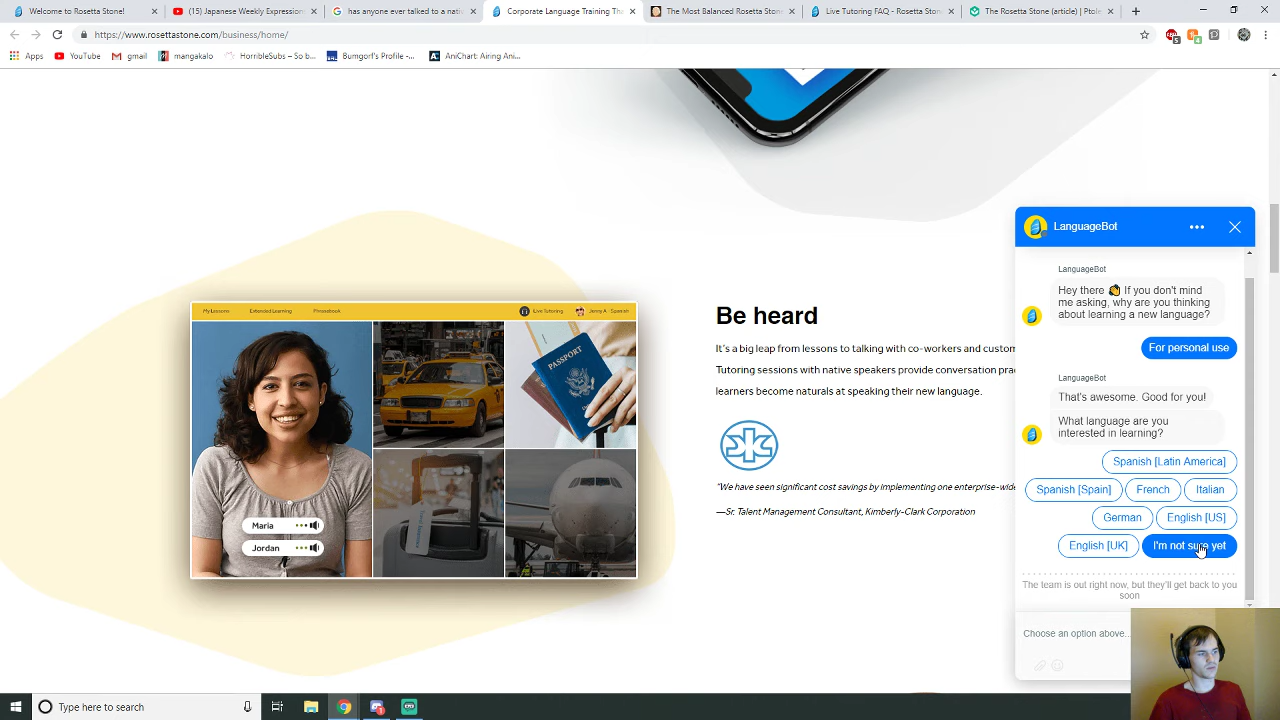 Welcome to Rosetta Stone!
(15) Japanese Weekly Expression
has anyone ever talked to a nati
Corporate Language Training Th
The Most Balanced Rosetta Ston
Live Tutoring FAQ - Rosetta Ston
The Rosetta Stone (article) | Ptole
https://www.rosettastone.com/business/home/
Apps
YouTube
gmail
mangakalo
HorribleSubs – So b...
Bumgorf's Profile -...
AniChart: Airing Ani...
My Lessons
Extended Learning
Phrasebook
Live Tutoring
Jenny A - Spanish
PASSPORT
Maria
Jordan
Be heard
It's a big leap from lessons to talking with co-workers and custom
Tutoring sessions with native speakers provide conversation prac
learners become naturals at speaking their new language.
"We have seen significant cost savings by implementing one enterprise-wide
—Sr. Talent Management Consultant, Kimberly-Clark Corporation
LanguageBot
LanguageBot
Hey there 👋 If you don't mind
me asking, why are you thinking
about learning a new language?
For personal use
LanguageBot
That's awesome. Good for you!
What language are you
interested in learning?
Spanish [Latin America]
Spanish [Spain]
French
Italian
German
English [US]
English [UK]
I'm not sure yet
The team is out right now, but they'll get back to you
soon
Choose an option above...
Type here to search